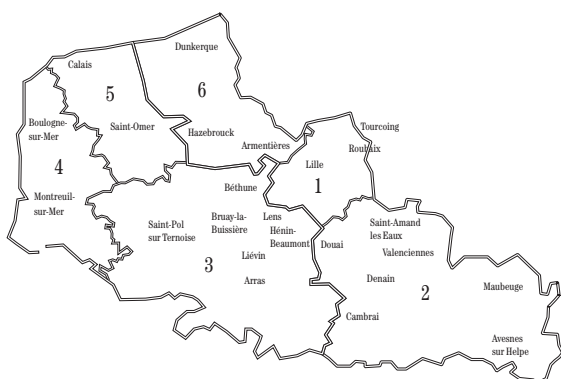 Dunkerque
Calais
5
6
Boulogne-
sur-Mer
Saint-Omer
Tourcoing
Hazebrouck
Armentières
Roubaix
4
Lille
1
Béthune
Montreuil-
sur-Mer
Saint-Pol
sur Ternoise
Bruay-la-
Buissière
Lens
Hénin-
Beaumont
Saint-Amand
les Eaux
Douai
Valenciennes
Liévin
3
Arras
Denain
2
Maubeuge
Cambrai
Avesnes
sur Helpe